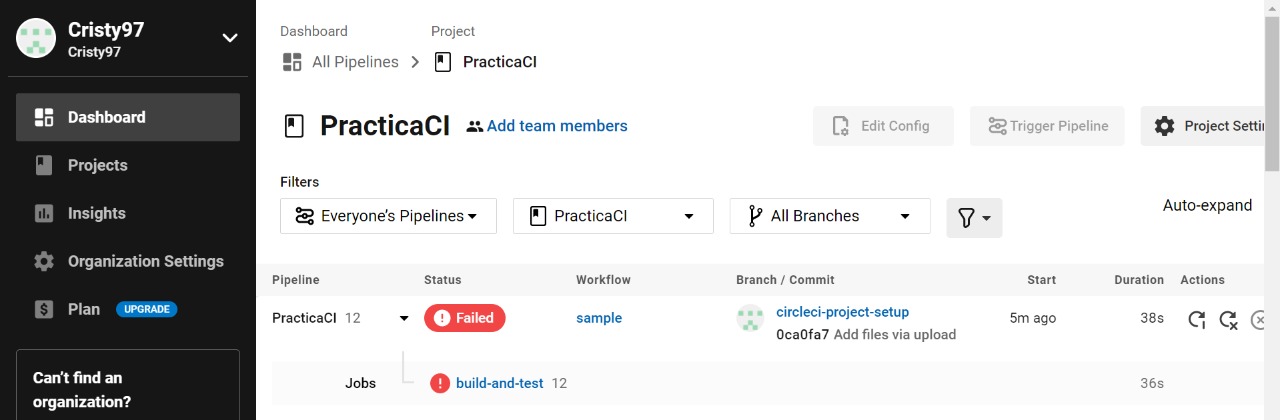 Cristy97
Cristy97
Dashboard
Projects
Insights
Organization Settings
Plan UPGRADE
Can't find an
organization?
Dashboard Project
All Pipelines PracticaCI
PracticaCI Add team members Edit Config Trigger Pipeline Project
Filters
Everyone's Pipelines PracticaCI All Branches Auto-expand
Pipeline Status Workflow Branch / Commit Start Duration Actions
PracticaCI 12 Failed sample circleci-project-setup 5m ago 38s
0ca0fa7 Add files via upload
Jobs build-and-test 12 36s